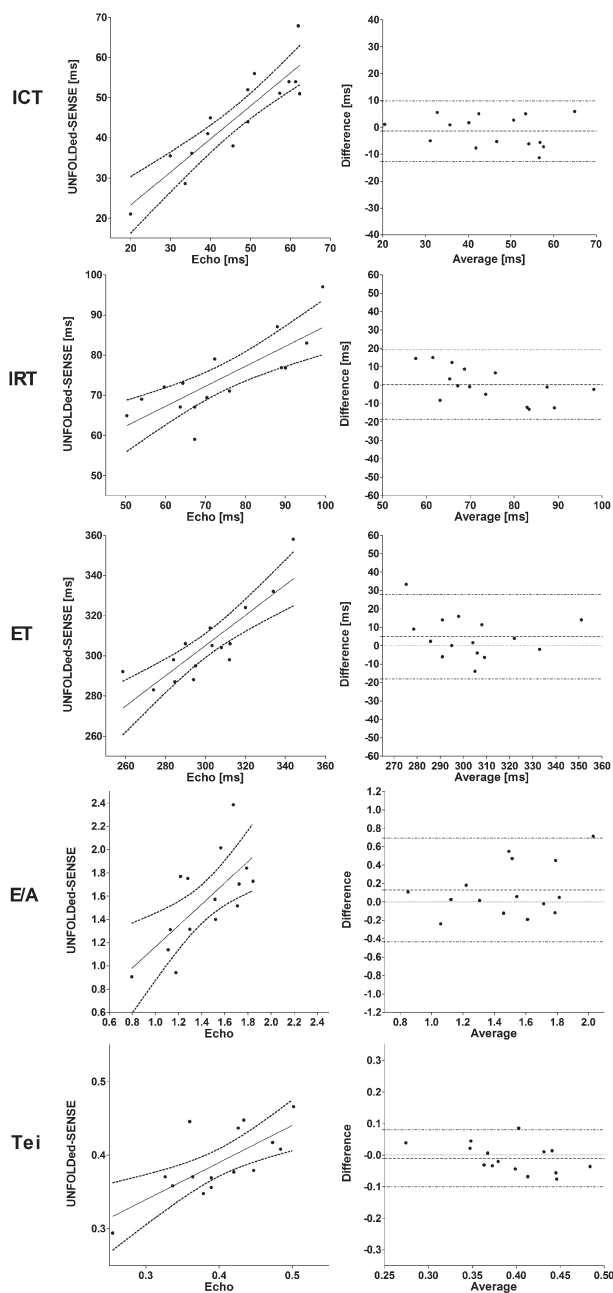 ICT
UNFOLDed-SENSE [ms]
70
60
50
40
30
20
20 30 40 50 60 70
Echo [ms]
Difference [ms]
40
30
20
10
0
-10
-20
-30
-40
20 30 40 50 60 70
Average [ms]
IRT
UNFOLDed-SENSE [ms]
100
90
80
70
60
50
50 60 70 80 90 100
Echo [ms]
Difference [ms]
60
50
40
30
20
10
0
-10
-20
-30
-40
-50
-60
50 60 70 80 90 100
Average [ms]
ET
UNFOLDed-SENSE [ms]
360
340
320
300
280
260
260 280 300 320 340 360
Echo [ms]
Difference [ms]
60
50
40
30
20
10
0
-10
-20
-30
-40
-50
-60
270 280 290 300 310 320 330 340 350 360
Average [ms]
E/A
UNFOLDed-SENSE
2.4
2.2
2.0
1.8
1.6
1.4
1.2
1.0
0.8
0.6
0.6 0.8 1.0 1.2 1.4 1.6 1.8 2.0 2.2 2.4
Echo
Difference
1.2
1.0
0.8
0.6
0.4
0.2
0.0
-0.2
-0.4
-0.6
-0.8
-1.0
-1.2
0.8 1.0 1.2 1.4 1.6 1.8 2.0
Average
Tei
UNFOLDed-SENSE
0.5
0.4
0.3
0.3 0.4 0.5
Echo
Difference
0.3
0.2
0.1
-0.0
-0.1
-0.2
-0.3
0.25 0.30 0.35 0.40 0.45 0.50
Average